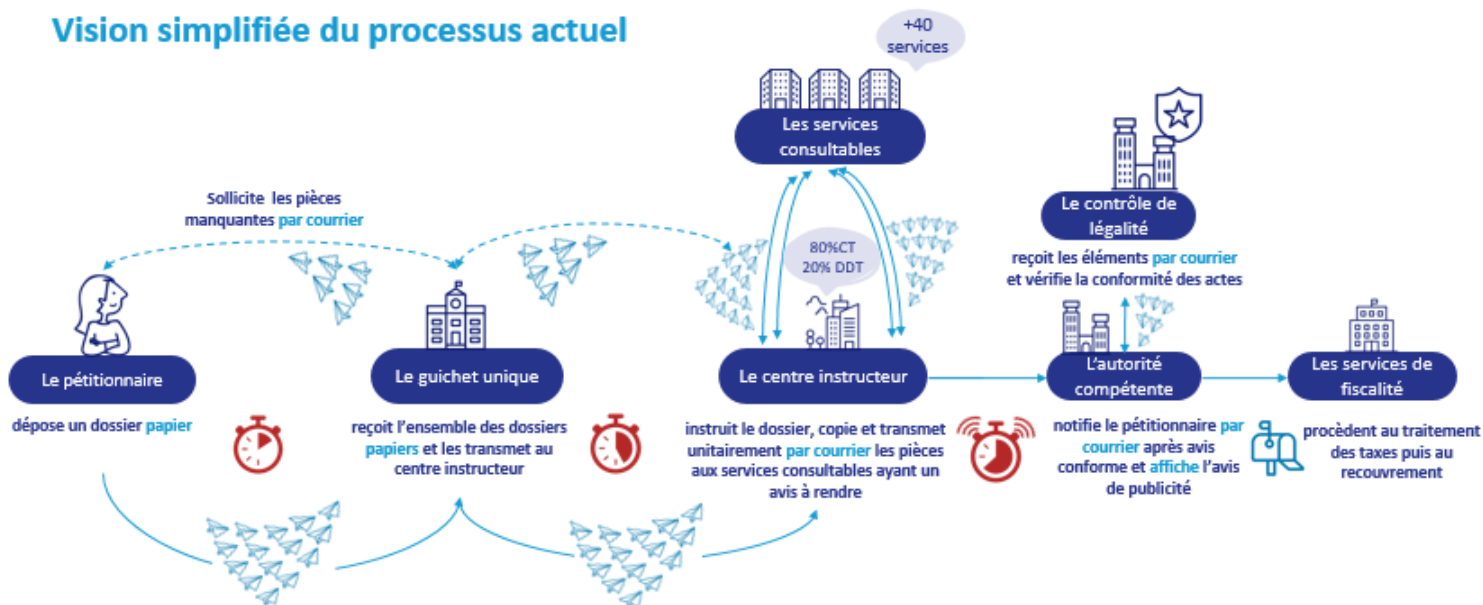 Vision simplifiée du processus actuel
+40
services
Les services
consultables
Sollicite les pièces
manquantes par courrier
80%CT
20% DDT
Le contrôle de
légalité
reçoit les éléments par courrier
et vérifie la conformité des actes
Le pétitionnaire
dépose un dossier papier
Le guichet unique
reçoit l'ensemble des dossiers
papiers et les transmet au
centre instructeur
Le centre instructeur
instruit le dossier, copie et transmet
unitairement par courrier les pièces
aux services consultables ayant un
avis à rendre
L'autorité
compétente
notifie le pétitionnaire par
courrier après avis
conforme et affiche l'avis
de publicité
Les services de
fiscalité
procèdent au traitement
des taxes puis au
recouvrement